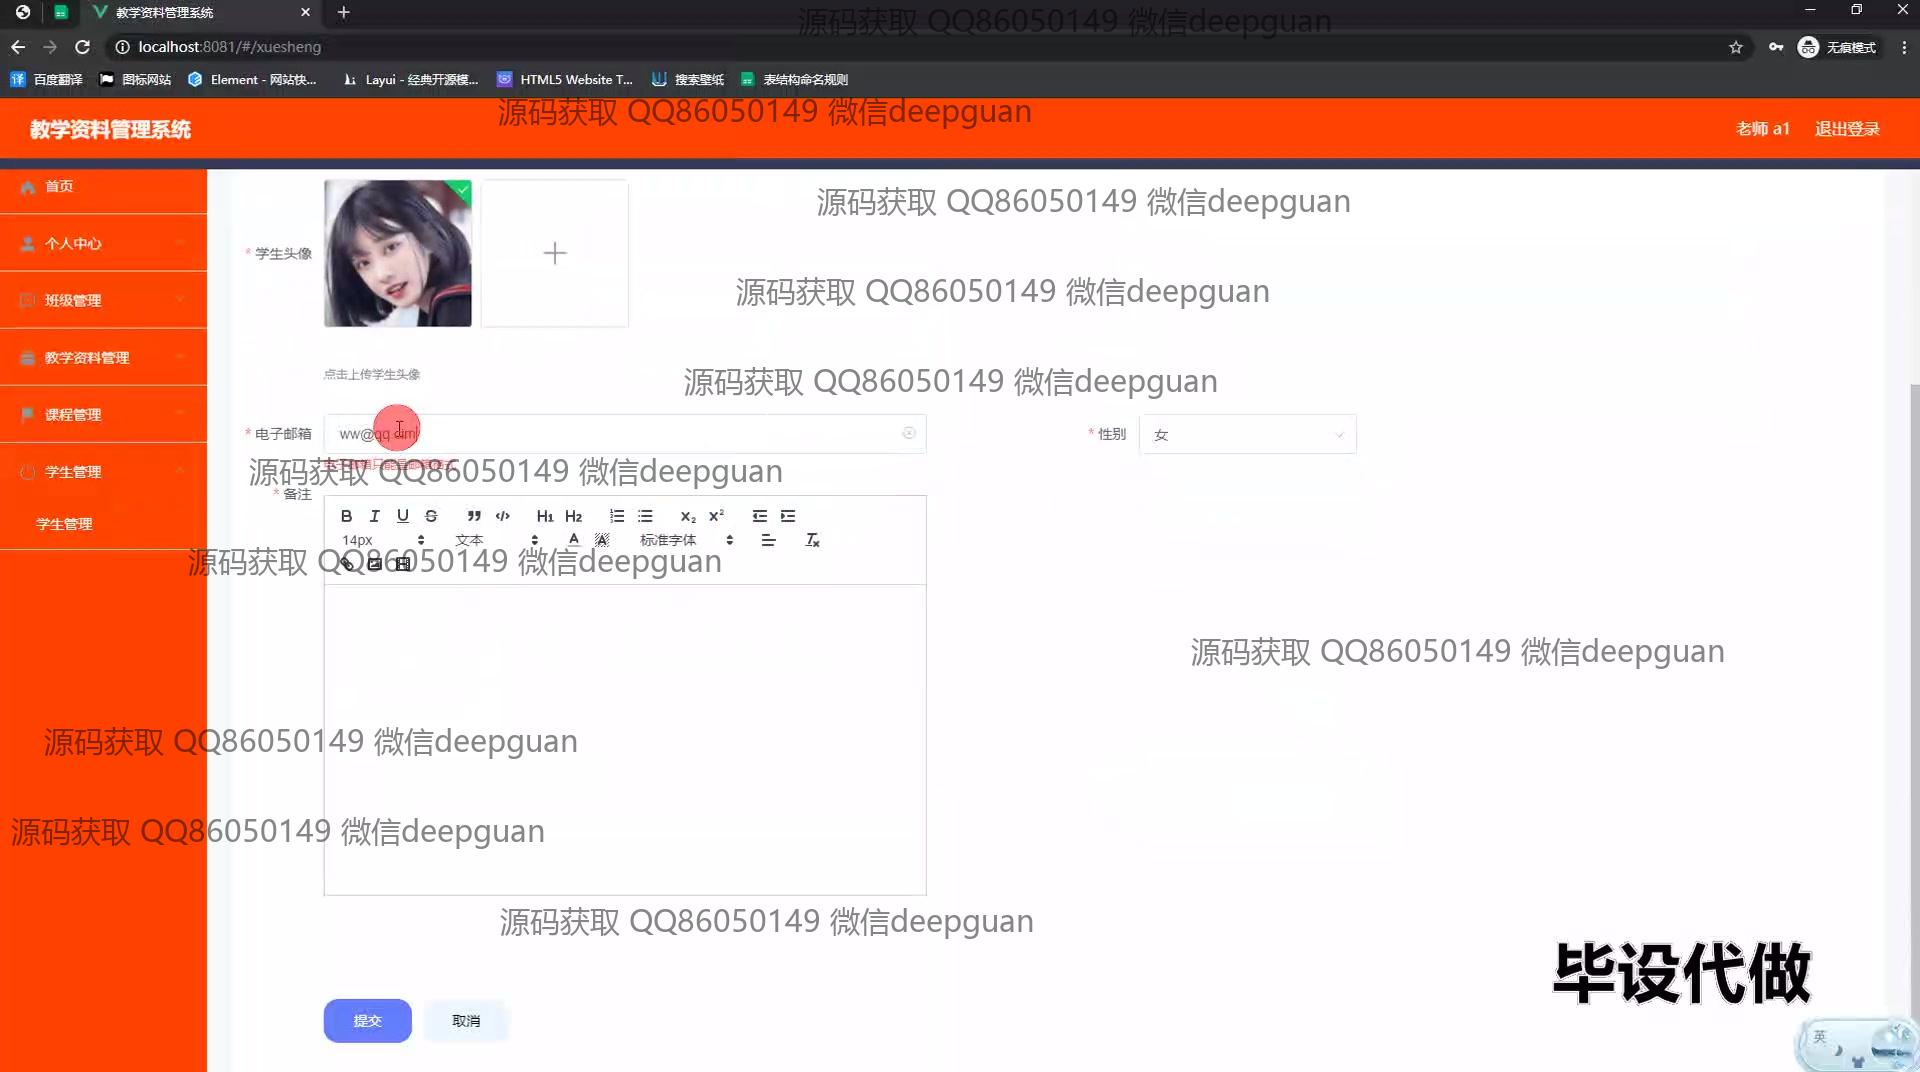 教学资料管理系统
源码获取 QQ86050149 微信deepguan
localhost:8081/#/xuesheng
无痕模式
百度翻译
图标网站
Element - 网站快...
Layui - 经典开源模...
HTML5 Website T...
搜索壁纸
表结构命名规则
源码获取 QQ86050149 微信deepguan
教学资料管理系统
老师 a1
退出登录
首页
个人中心
班级管理
教学资料管理
课程管理
学生管理
学生管理
源码获取 QQ86050149 微信deepguan
* 学生头像
源码获取 QQ86050149 微信deepguan
点击上传学生头像
源码获取 QQ86050149 微信deepguan
* 电子邮箱
ww@qq
* 性别
女
源码获取 QQ86050149 微信deepguan
* 备注
B I U S H1 H2 X2 X2
14px
文本
A A
标准字体
源码获取 QQ86050149 微信deepguan
源码获取 QQ86050149 微信deepguan
源码获取 QQ86050149 微信deepguan
源码获取 QQ86050149 微信deepguan
源码获取 QQ86050149 微信deepguan
毕设代做
提交
取消
英